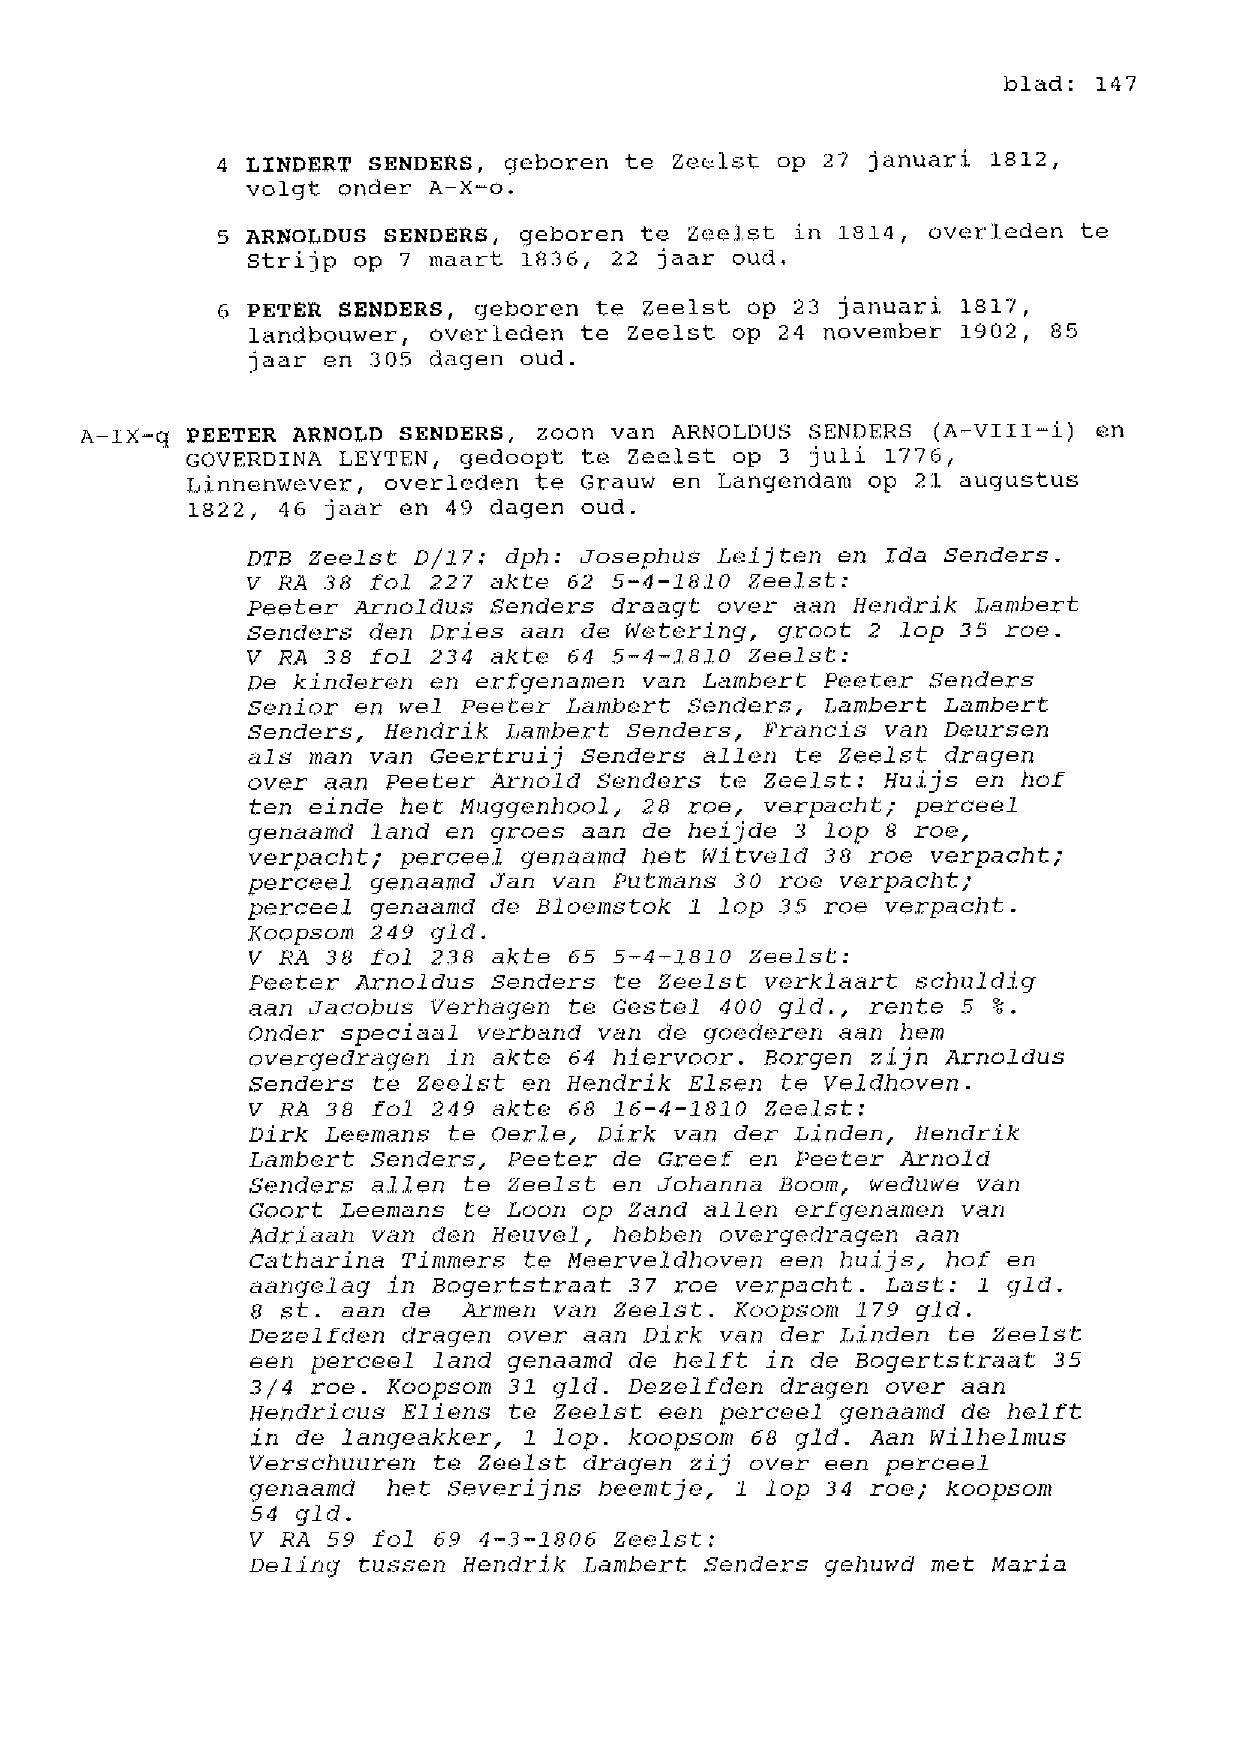 blad: 147
4 LINDERT SENDERS, geboren te Zeelst op 27 januari 1812,
volgt onder A-X-o.
5 ARNOLDUS SENDERS, geboren te Zeelst in 1814, overleden te
Strijp op 7 maart 1836, 22 jaar oud.
6 PETER SENDERS, geboren te Zeelst op 23 januari 1817,
landbouwer, overleden te Zeelst op 24 november 1902, 85
jaar en 305 dagen oud.
A-IX-q PEETER ARNOLD SENDERS, zoon van ARNOLDUS SENDERS (A-VIII-i) en
GOVERDINA LEYTEN, gedoopt te Zeelst op 3 juli 1776,
Linnenwever, overleden te Grauw en Langendam op 21 augustus
1822, 46 jaar en 49 dagen oud.
DTB Zeelst D/17: dph: Josephus Leijten en Ida Senders.
V RA 38 fol 227 akte 62 5-4-1810 Zeelst:
Peeter Arnoldus Senders draagt over aan Hendrik Lambert
Senders den Dries aan de Wetering, groot 2 lop 35 roe.
V RA 38 fol 234 akte 64 5-4-1810 Zeelst:
De kinderen en erfgenamen van Lambert Peeter Senders
Senior en wel Peeter Lambert Senders, Lambert Lambert
Senders, Hendrik Lambert Senders, Francis van Deursen
als man van Geertruij Senders allen te Zeelst dragen
over aan Peeter Arnold Senders te Zeelst: Huijs en hof
ten einde het Muggenhool, 28 roe, verpacht; perceel
genaamd land en groes aan de heijde 3 lop 8 roe,
verpacht; perceel genaamd het Witveld 38 roe verpacht;
perceel genaamd Jan van Putmans 30 roe verpacht;
perceel genaamd de Bloemstok 1 lop 35 roe verpacht.
Koopsom 249 gld.
V RA 38 fol 238 akte 65 5-4-1810 Zeelst:
Peeter Arnoldus Senders te Zeelst verklaart schuldig
aan Jacobus Verhagen te Gestel 400 gld., rente 5 %.
Onder speciaal verband van de goederen aan hem
overgedragen in akte 64 hiervoor. Borgen zijn Arnoldus
Senders te Zeelst en Hendrik Elsen te Veldhoven.
V RA 38 fol 249 akte 68 16-4-1810 Zeelst:
Dirk Leemans te Oerle, Dirk van der Linden, Hendrik
Lambert Senders, Peeter de Greef en Peeter Arnold
Senders allen te Zeelst en Johanna Boom, weduwe van
Goort Leemans te Loon op Zand allen erfgenamen van
Adriaan van den Heuvel, hebben overgedragen aan
Catharina Timmers te Meerveldhoven een huijs, hof en
aangelag in Bogertstraat 37 roe verpacht. Last: 1 gld.
8 st. aan de  Armen van Zeelst. Koopsom 179 gld.
Dezelfden dragen over aan Dirk van der Linden te Zeelst
een perceel land genaamd de helft in de Bogertstraat 35
3/4 roe. Koopsom 31 gld. Dezelfden dragen over aan
Hendricus Eliens te Zeelst een perceel genaamd de helft
in de langeakker, 1 lop. koopsom 68 gld. Aan Wilhelmus
Verschuuren te Zeelst dragen zij over een perceel
genaamd  het Severijns beemtje, 1 lop 34 roe; koopsom
54 gld.
V RA 59 fol 69 4-3-1806 Zeelst:
Deling tussen Hendrik Lambert Senders gehuwd met Maria